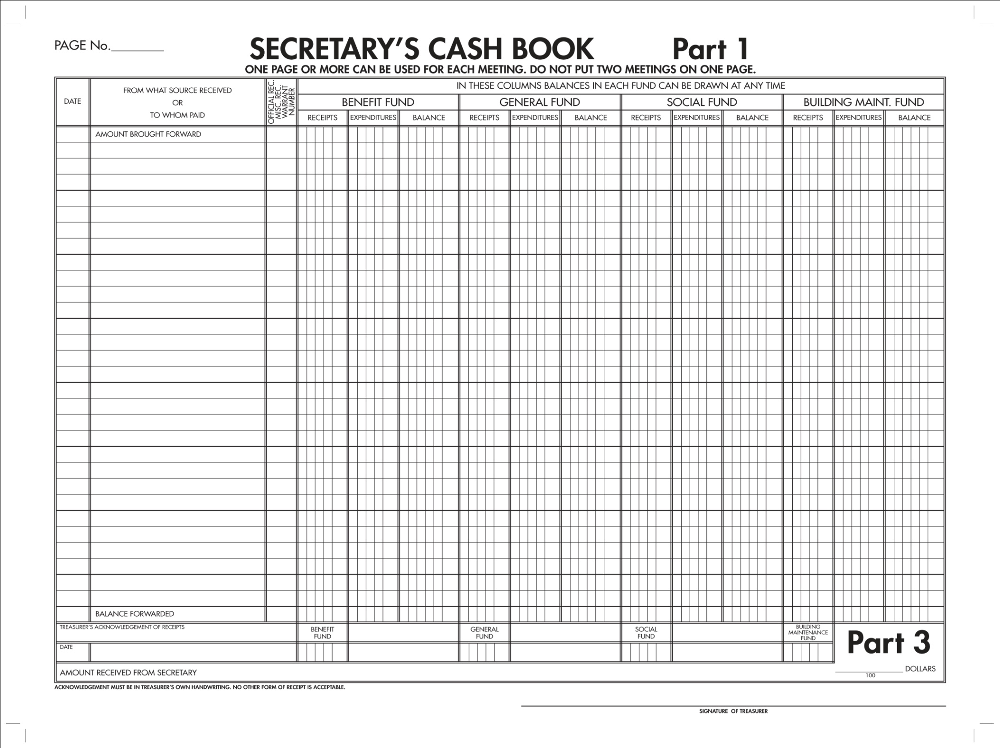 PAGE No.
SECRETARY’S CASH BOOK Part 1
ONE PAGE OR MORE CAN BE USED FOR EACH MEETING. DO NOT PUT TWO MEETINGS ON ONE PAGE.
DATE
FROM WHAT SOURCE RECEIVED
OR
TO WHOM PAID
OFFICIAL REC.
MISC. REC.
WARRANT
NUMBER
IN THESE COLUMNS BALANCES IN EACH FUND CAN BE DRAWN AT ANY TIME
BENEFIT FUND GENERAL FUND SOCIAL FUND BUILDING MAINT. FUND
RECEIPTS EXPENDITURES BALANCE RECEIPTS EXPENDITURES BALANCE RECEIPTS EXPENDITURES BALANCE RECEIPTS EXPENDITURES BALANCE
AMOUNT BROUGHT FORWARD
BALANCE FORWARDED
TREASURER’S ACKNOWLEDGEMENT OF RECEIPTS
BENEFIT
FUND
GENERAL
FUND
SOCIAL
FUND
BUILDING
MAINTENANCE
FUND
Part 3
DATE
AMOUNT RECEIVED FROM SECRETARY
DOLLARS
100
ACKNOWLEDGEMENT MUST BE IN TREASURER’S OWN HANDWRITING. NO OTHER FORM OF RECEIPT IS ACCEPTABLE.
SIGNATURE OF TREASURER